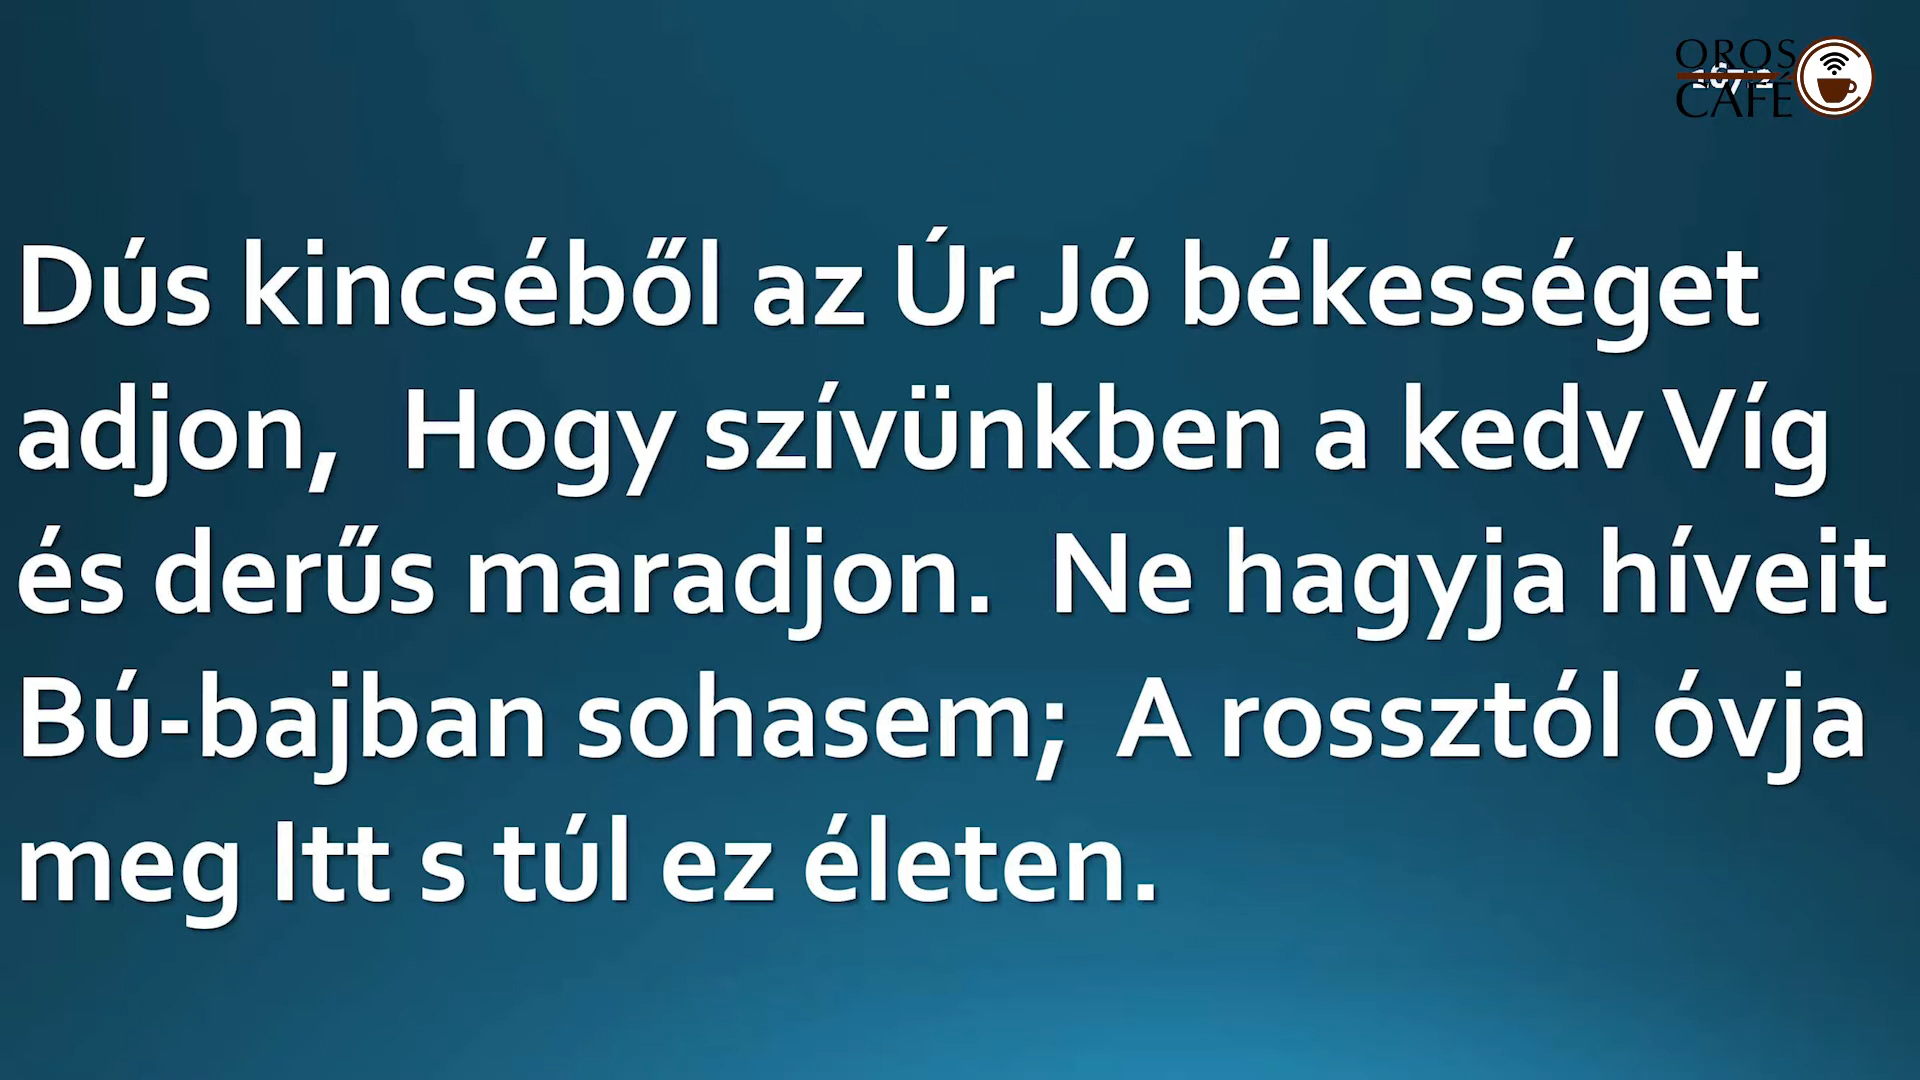 OROS
CAFÉ
Dús kincséből az Úr Jó békességet
adjon, Hogy szívünkben a kedv Víg
és derűs maradjon. Ne hagyja híveit
Bú-bajban sohasem; A rossztól óvja
meg Itt s túl ez életen.